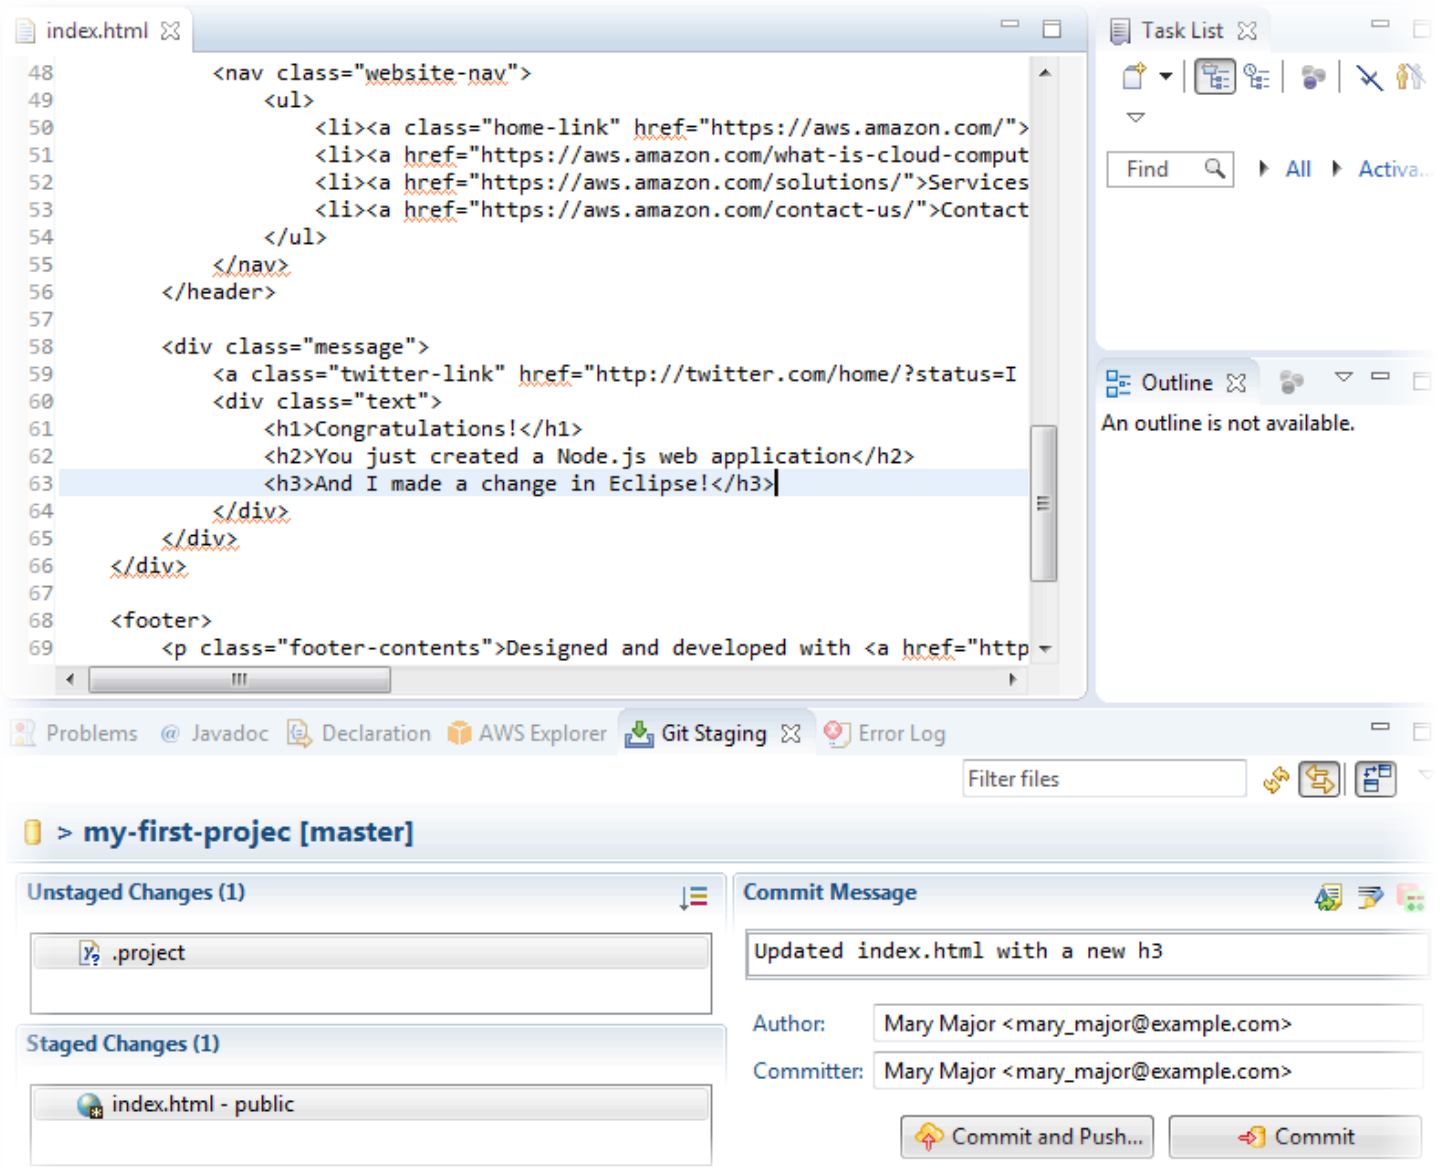 index.html
Task List
48 <nav class="website-nav">
49 <ul>
50 <li><a class="home-link" href="https://aws.amazon.com/">
51 <li><a href="https://aws.amazon.com/what-is-cloud-comput
52 <li><a href="https://aws.amazon.com/solutions/">Services
53 <li><a href="https://aws.amazon.com/contact-us/">Contact
54 </ul>
55 </nav>
56 </header>
57
58 <div class="message">
59 <a class="twitter-link" href="http://twitter.com/home/?status=I
60 <div class="text">
61 <h1>Congratulations!</h1>
62 <h2>You just created a Node.js web application</h2>
63 <h3>And I made a change in Eclipse!</h3>
64 </div>
65 </div>
66 </div>
67
68 <footer>
69 <p class="footer-contents">Designed and developed with <a href="http
Find All Activa...
Outline
An outline is not available.
Problems @ Javadoc Declaration AWS Explorer Git Staging Error Log
Filter files
> my-first-projec [master]
Unstaged Changes (1)
.project
Staged Changes (1)
index.html - public
Commit Message
Updated index.html with a new h3
Author: Mary Major <mary_major@example.com>
Committer: Mary Major <mary_major@example.com>
Commit and Push... Commit